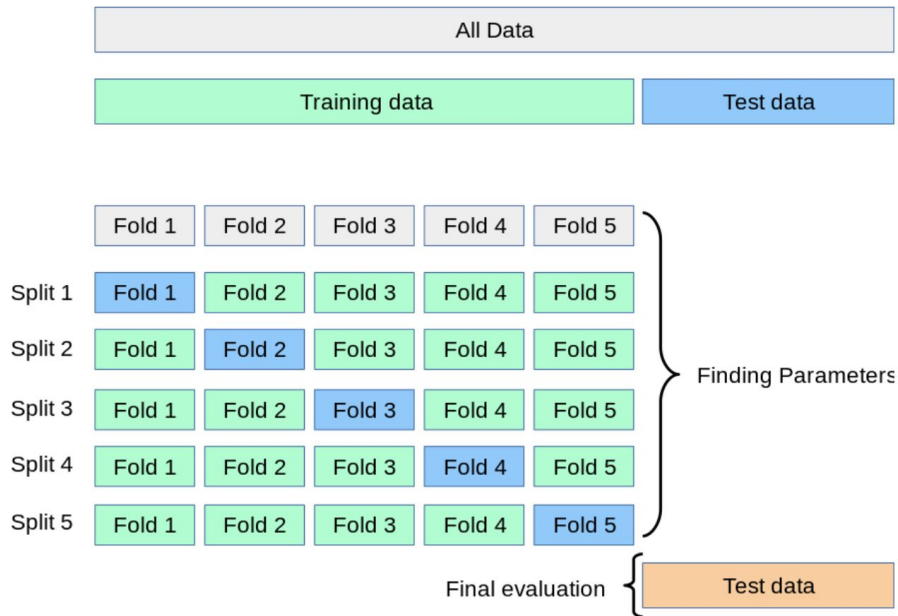 All Data
Training data Test data
Fold 1 Fold 2 Fold 3 Fold 4 Fold 5
Split 1 Fold 1 Fold 2 Fold 3 Fold 4 Fold 5
Split 2 Fold 1 Fold 2 Fold 3 Fold 4 Fold 5
Finding Parameters
Split 3 Fold 1 Fold 2 Fold 3 Fold 4 Fold 5
Split 4 Fold 1 Fold 2 Fold 3 Fold 4 Fold 5
Split 5 Fold 1 Fold 2 Fold 3 Fold 4 Fold 5
Final evaluation Test data